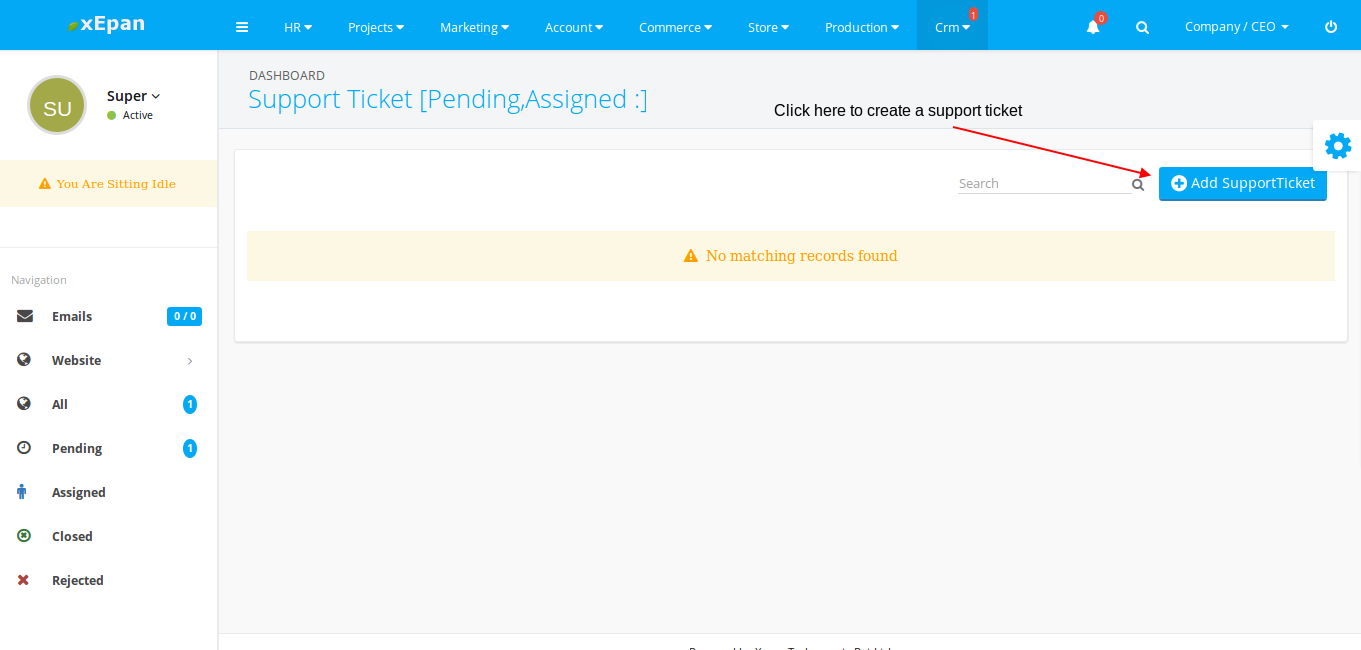 xEpan
HR
Projects
Marketing
Account
Commerce
Store
Production
Crm
1
0
Company / CEO
SU
Super
Active
You Are Sitting Idle
Navigation
Emails
0 / 0
Website
All
1
Pending
1
Assigned
Closed
Rejected
DASHBOARD
Support Ticket [Pending,Assigned :]
Click here to create a support ticket
Search
Add SupportTicket
No matching records found